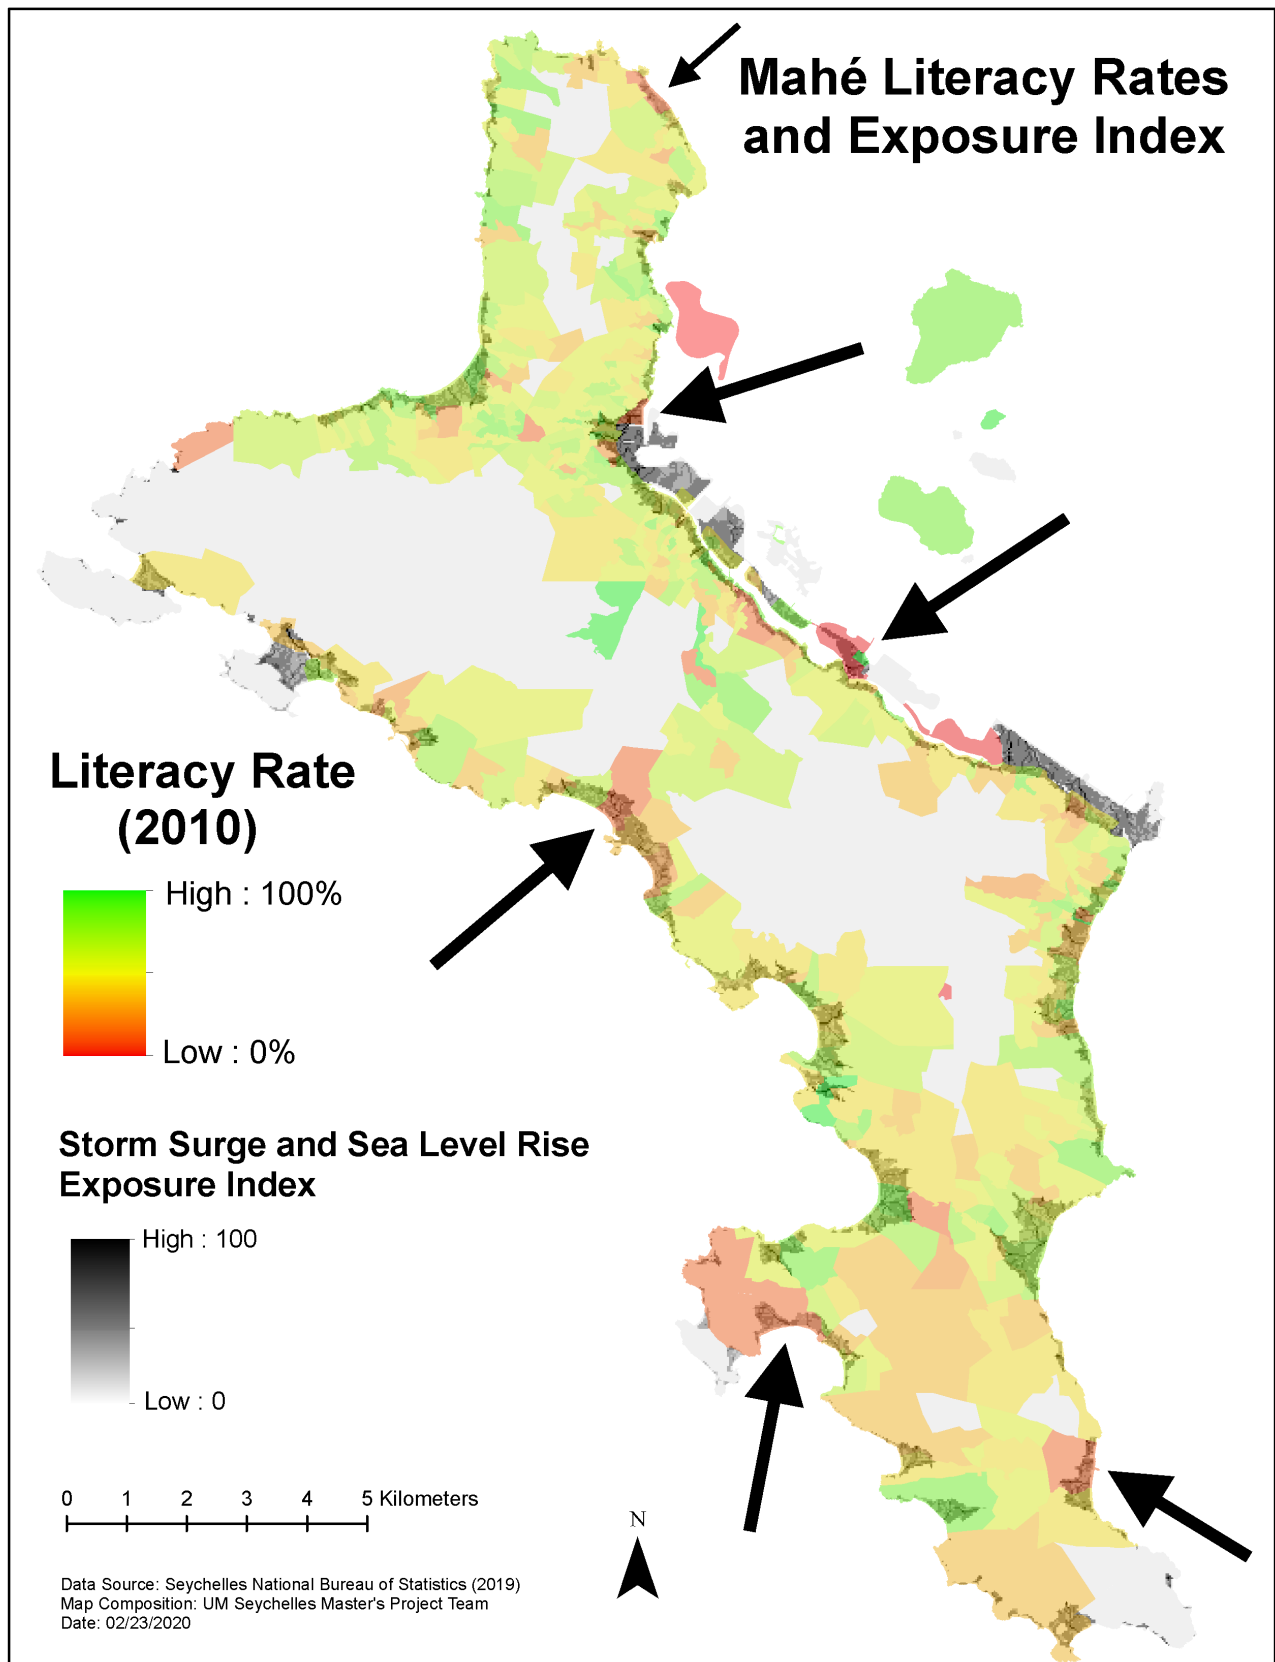 Mahé Literacy Rates
and Exposure Index
Literacy Rate
(2010)
High : 100%
Low : 0%
Storm Surge and Sea Level Rise
Exposure Index
High : 100
Low : 0
0 1 2 3 4 5 Kilometers
N
Data Source: Seychelles National Bureau of Statistics (2019)
Map Composition: UM Seychelles Master's Project Team
Date: 02/23/2020